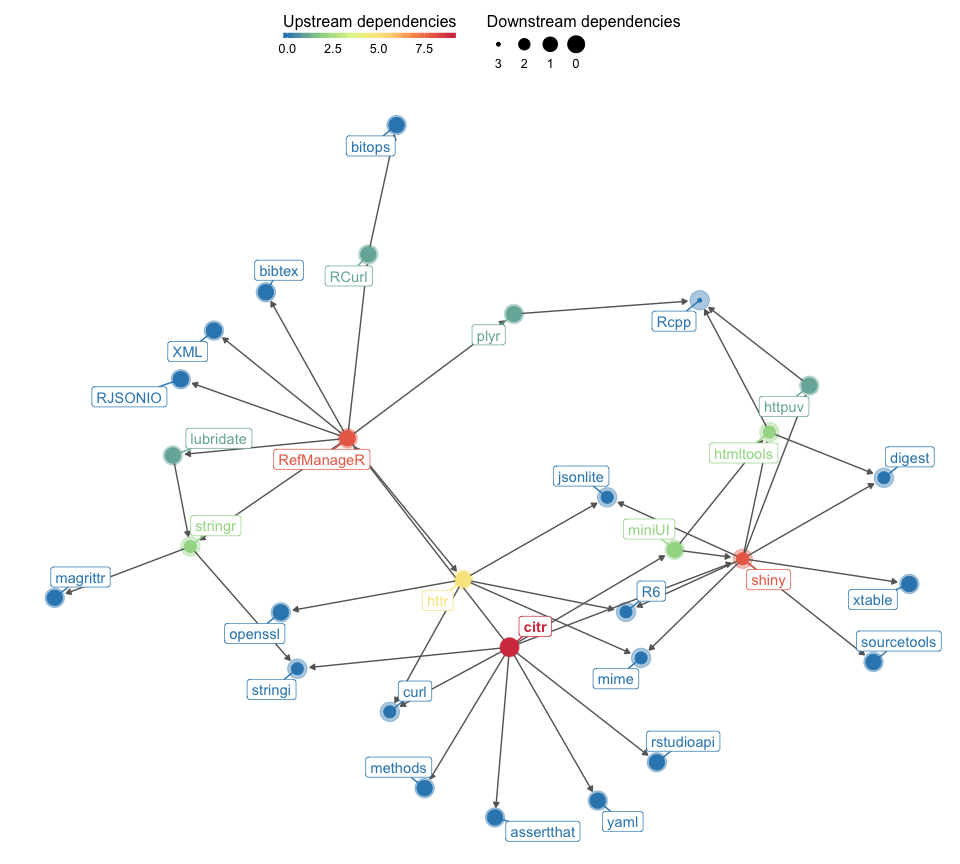 Upstream dependencies
Downstream dependencies
0.0 2.5 5.0 7.5
3 2 1 0
bitops
bibtex
RCurl
Rcpp
plyr
XML
RJSONIO
httpuv
lubridate
RefManageR
htmltools
digest
jsonlite
stringr
miniUI
magrittr
shiny
R6
httr
xtable
citr
openssl
sourcetools
mime
stringi
curl
rstudioapi
methods
yaml
assertthat